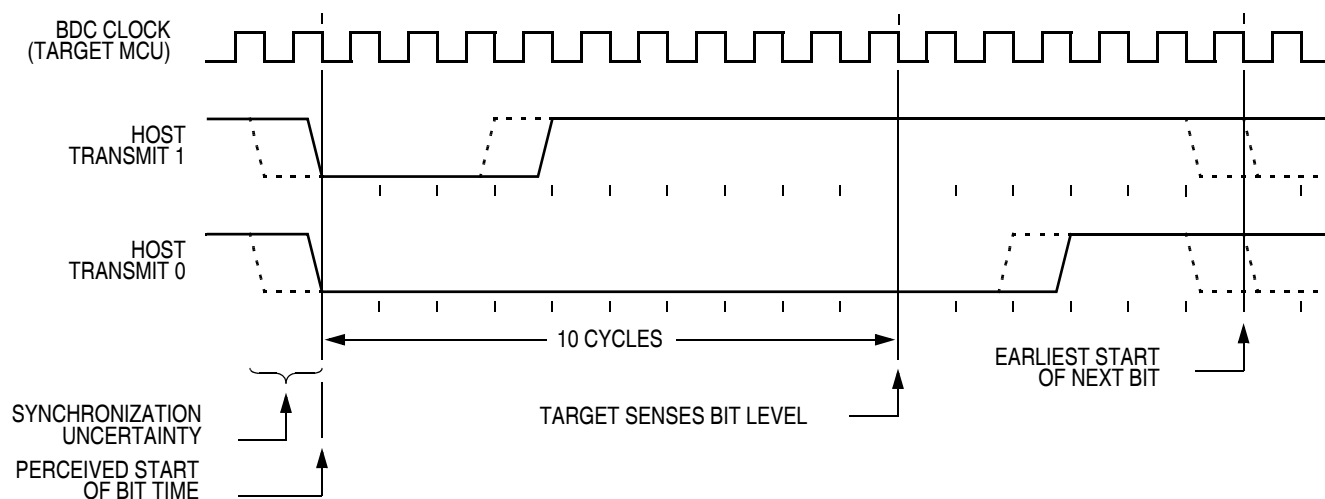 BDC CLOCK
(TARGET MCU)
HOST
TRANSMIT 1
HOST
TRANSMIT 0
10 CYCLES
EARLIEST START
OF NEXT BIT
SYNCHRONIZATION
UNCERTAINTY
TARGET SENSES BIT LEVEL
PERCEIVED START
OF BIT TIME